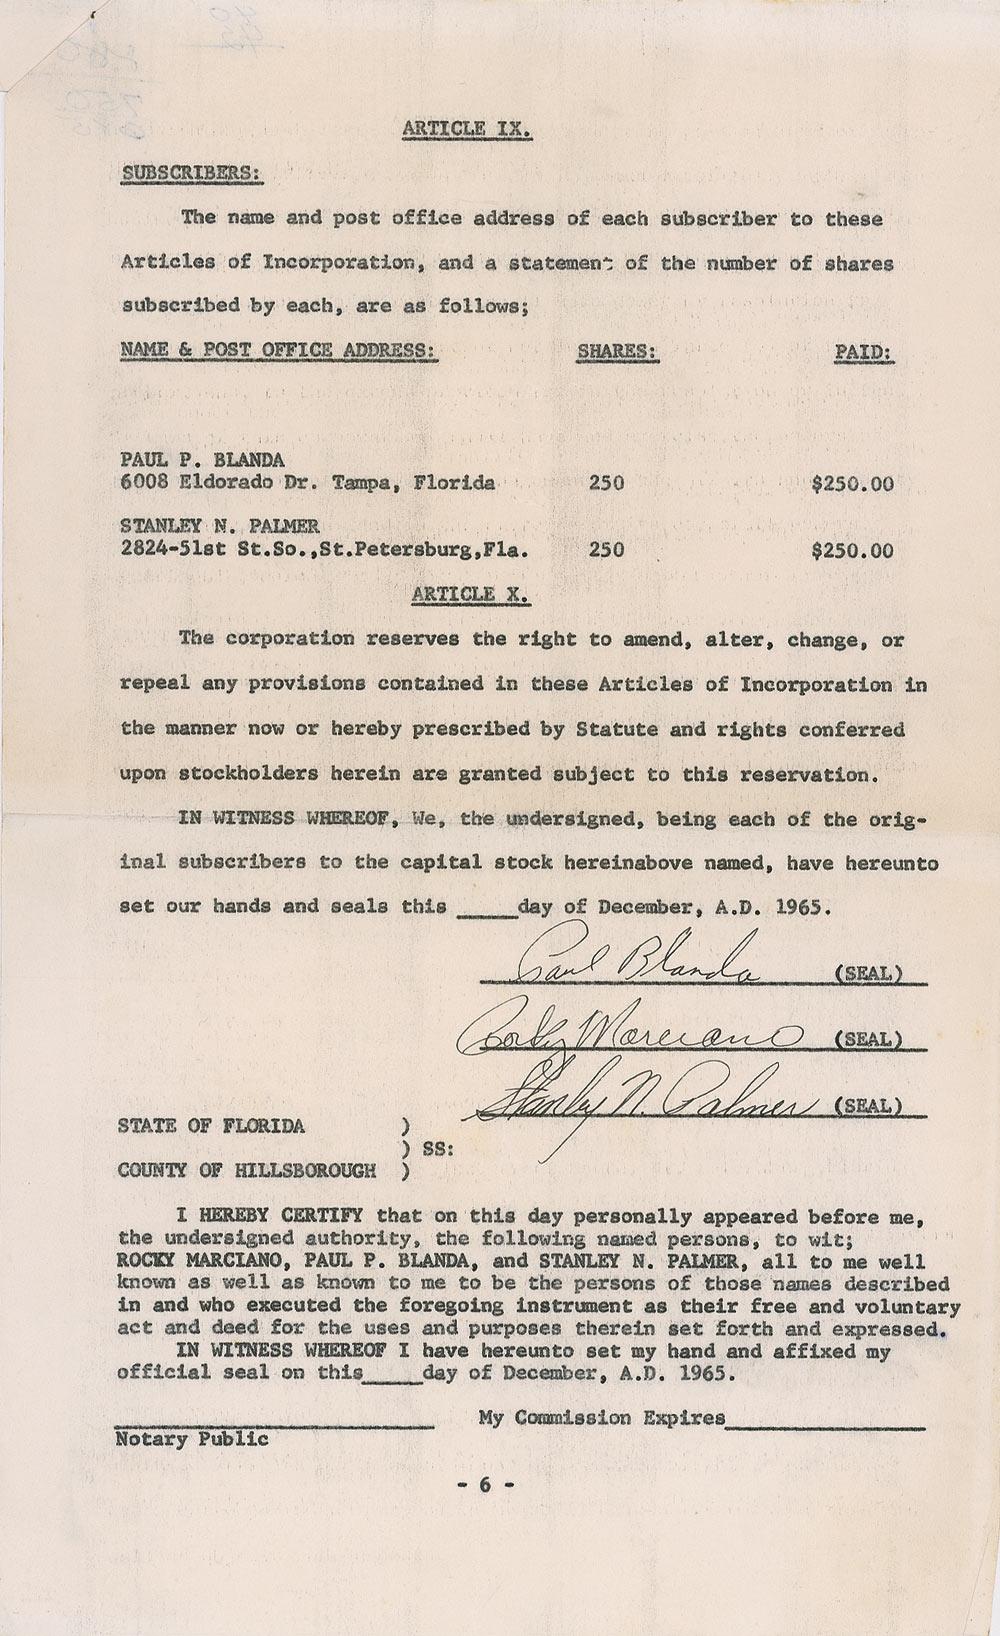 ARTICLE IX.
SUBSCRIBERS:
The name and post office address of each subscriber to these
Articles of Incorporation, and a statement of the number of shares
subscribed by each, are as follows;
NAME & POST OFFICE ADDRESS: SHARES: PAID:
PAUL P. BLANDA
6008 Eldorado Dr. Tampa, Florida 250 $250.00
STANLEY N. PALMER
2824-51st St.So.,St.Petersburg,Fla. 250 $250.00
ARTICLE X.
The corporation reserves the right to amend, alter, change, or
repeal any provisions contained in these Articles of Incorporation in
the manner now or hereby prescribed by Statute and rights conferred
upon stockholders herein are granted subject to this reservation.
IN WITNESS WHEREOF, We, the undersigned, being each of the orig-
inal subscribers to the capital stock hereinabove named, have hereunto
set our hands and seals this _____day of December, A.D. 1965.
Paul Blanda (SEAL)
Rocky Marciano (SEAL)
Stanley N. Palmer (SEAL)
STATE OF FLORIDA )
) SS:
COUNTY OF HILLSBOROUGH )
I HEREBY CERTIFY that on this day personally appeared before me,
the undersigned authority, the following named persons, to wit;
ROCKY MARCIANO, PAUL P. BLANDA, and STANLEY N. PALMER, all to me well
known as well as known to me to be the persons of those names described
in and who executed the foregoing instrument as their free and voluntary
act and deed for the uses and purposes therein set forth and expressed.
IN WITNESS WHEREOF I have hereunto set my hand and affixed my
official seal on this_____day of December, A.D. 1965.
My Commission Expires
Notary Public
- 6 -